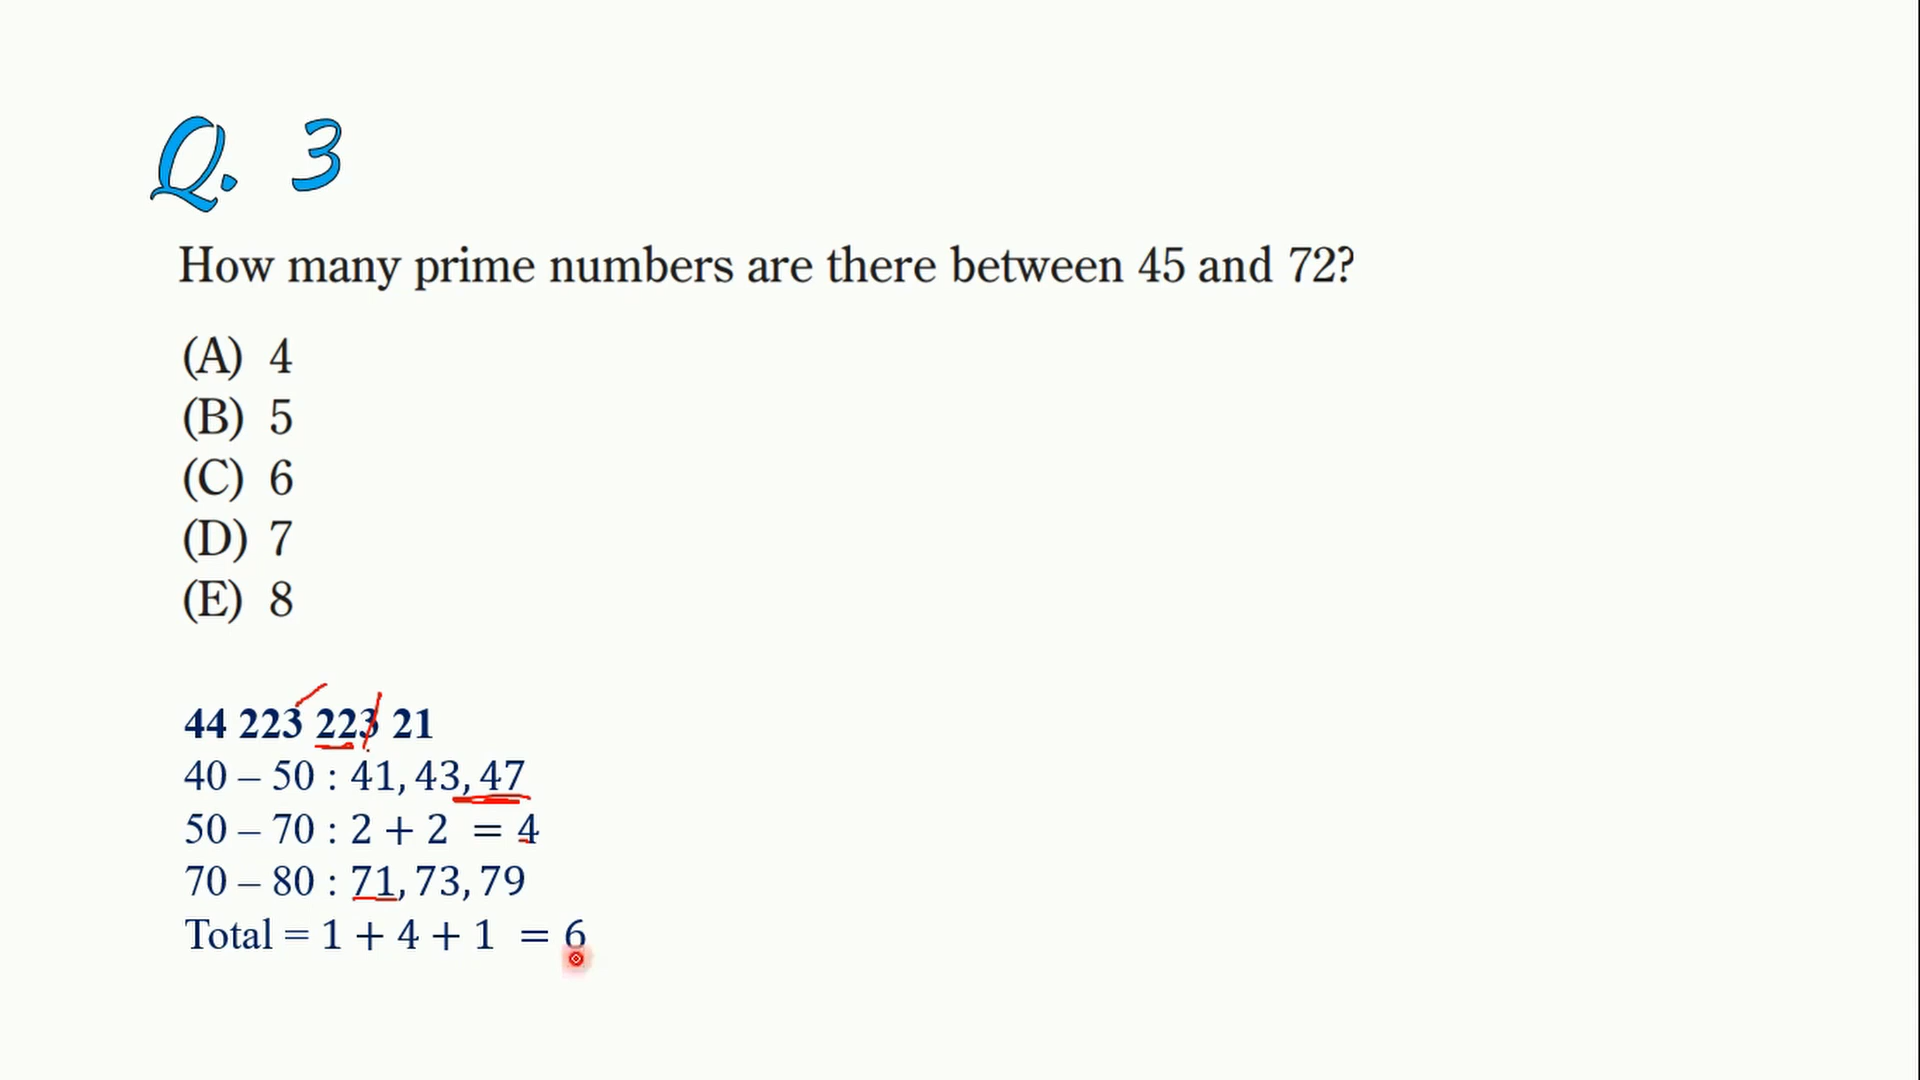 Q. 3
How many prime numbers are there between 45 and 72?
(A) 4
(B) 5
(C) 6
(D) 7
(E) 8
44 223 223 21
40 – 50 : 41, 43, 47
50 – 70 : 2 + 2 = 4
70 – 80 : 71, 73, 79
Total = 1 + 4 + 1 = 6